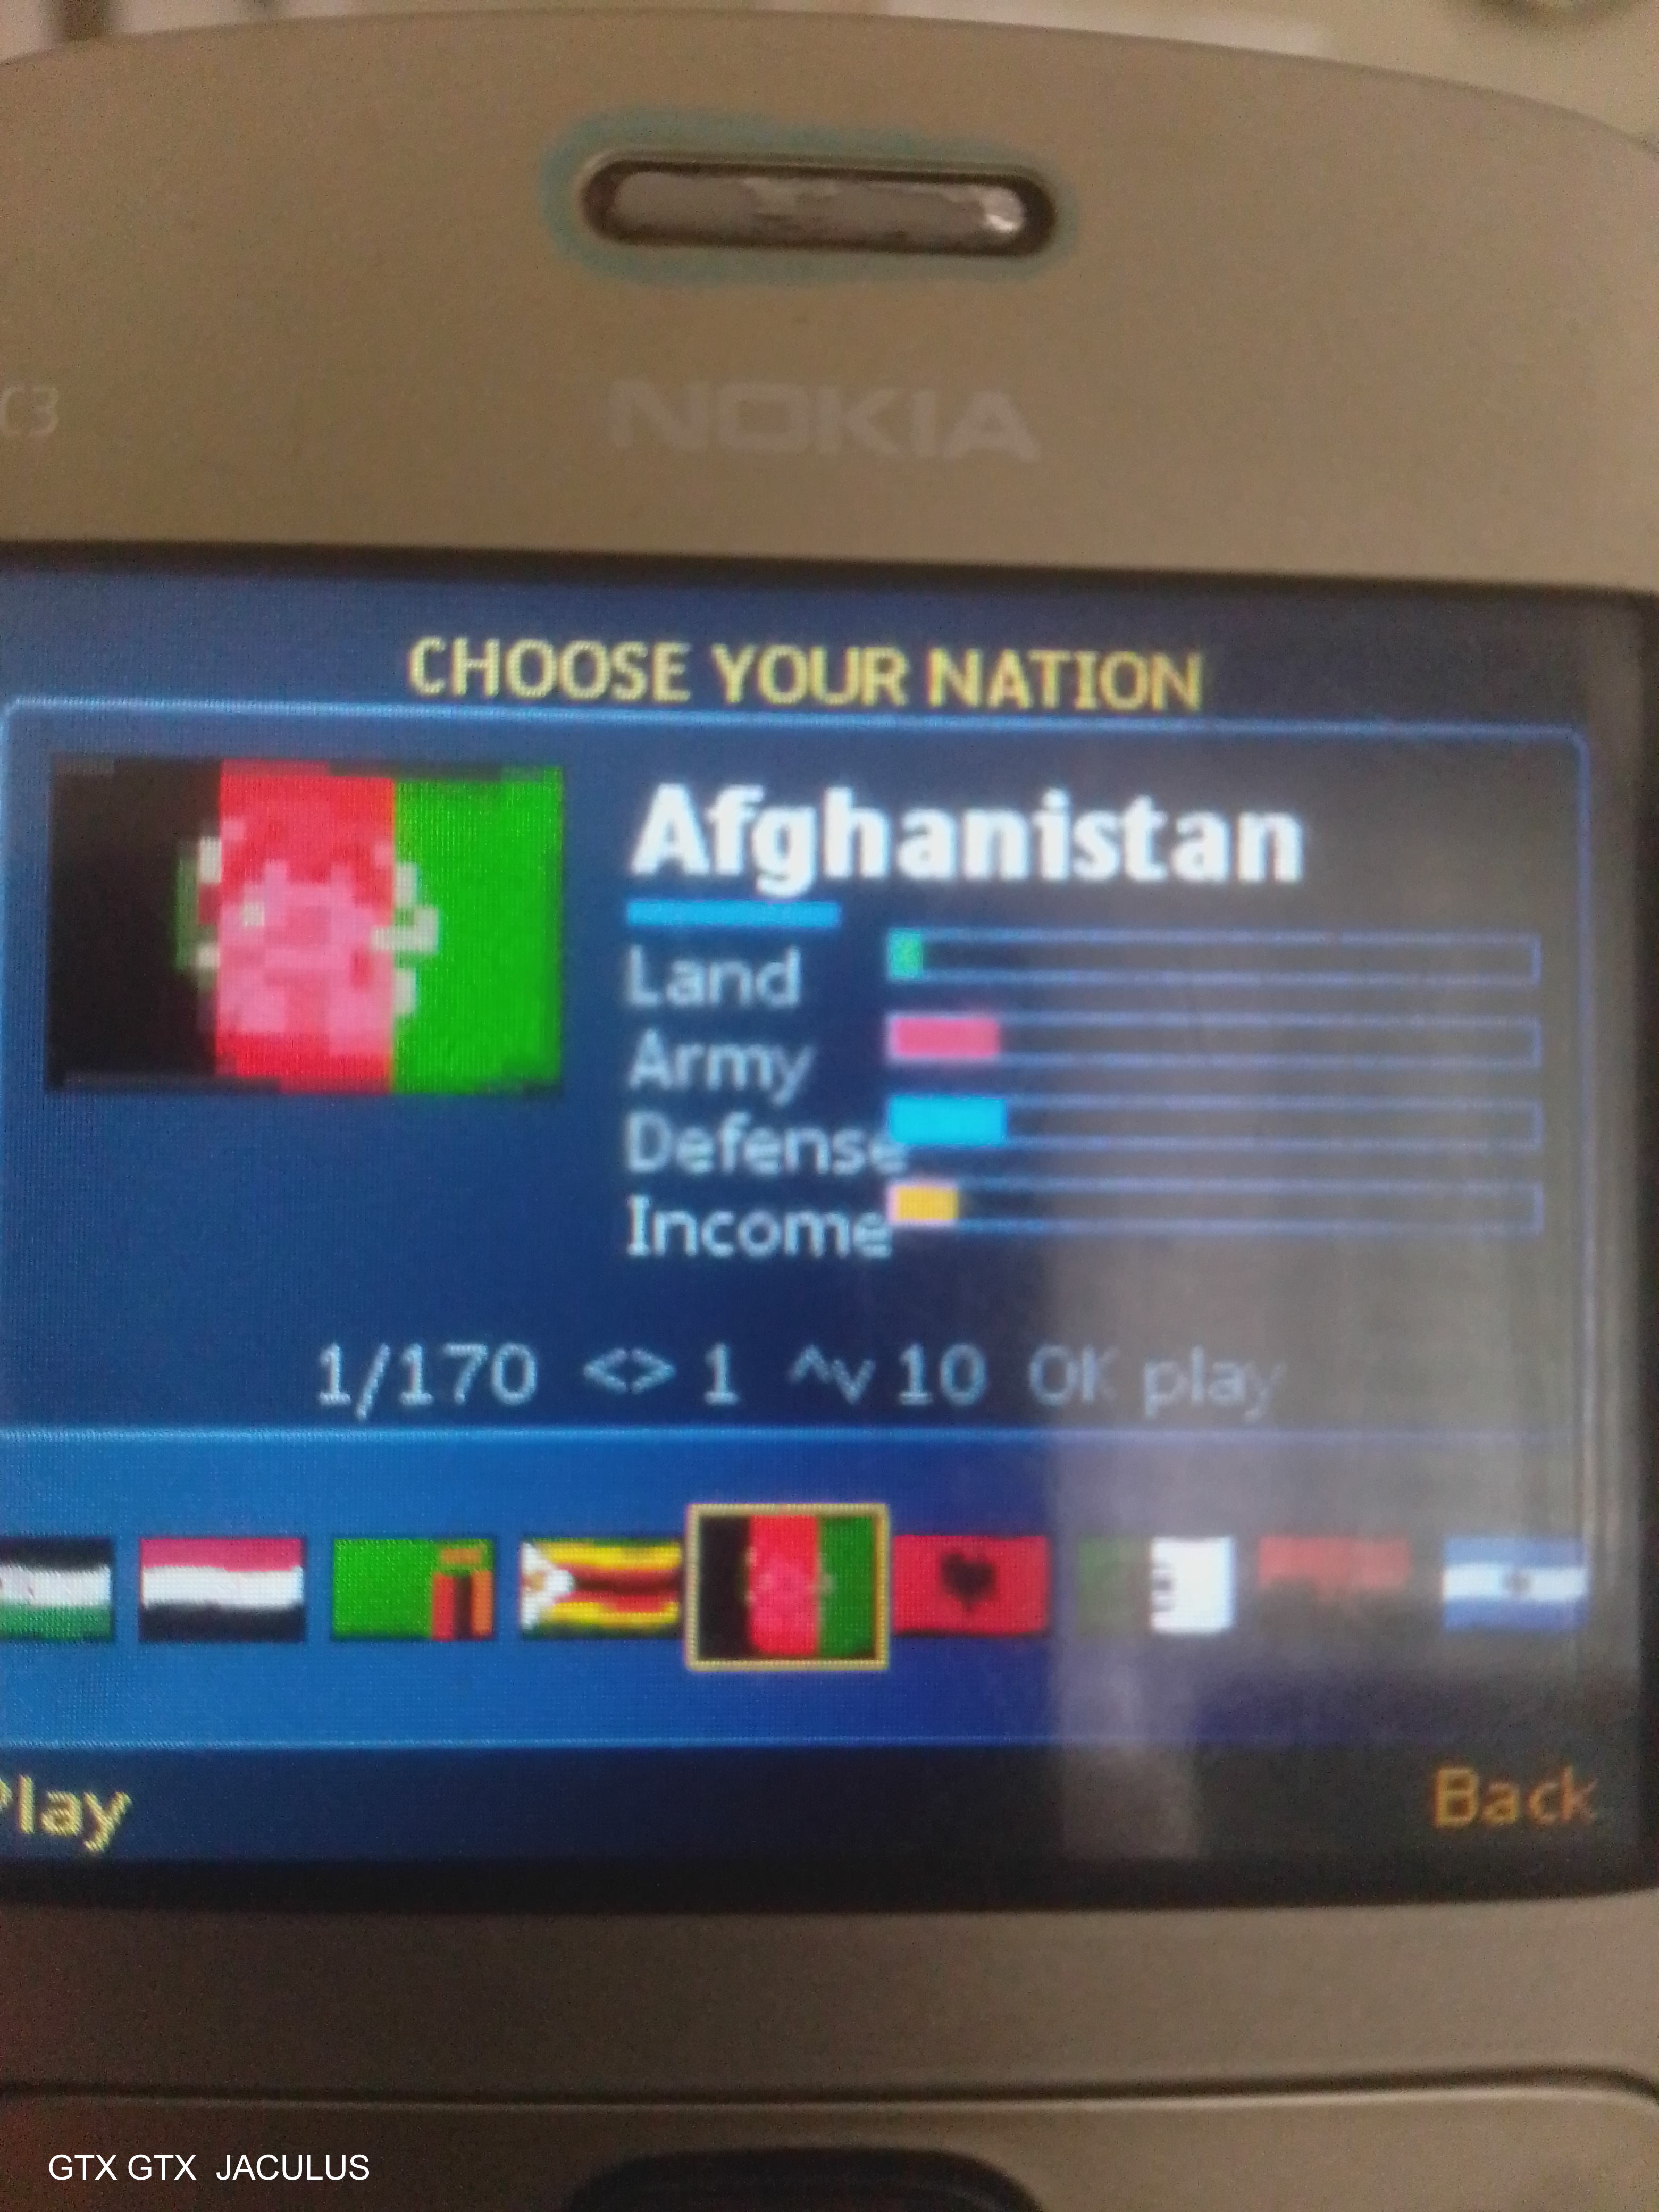 C3
NOKIA
CHOOSE YOUR NATION
Afghanistan
Land
Army
Defense
Income
1/170 <> 1 ^v 10 OK play
Play
Back
GTX GTX JACULUS